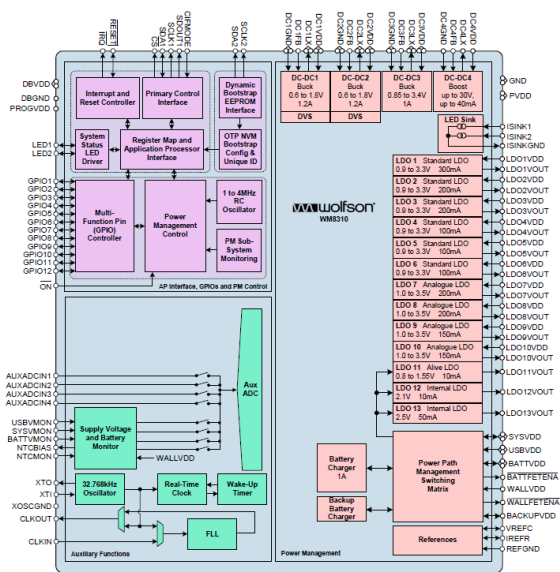 IRQ
RESET
CS
SDA1
SCLK1
SDOUT1
CIFMODE
SDA2
SCLK2
DC1GND
DC1FB
DC1LX
DC1VDD
DC2GND
DC2FB
DC2LX
DC2VDD
DC3GND
DC3FB
DC3LX
DC3VDD
DC4GND
DC4FB
DC4LX
DC4VDD
DBVDD
DBGND
PROGVDD
LED1
LED2
GPIO1
GPIO2
GPIO3
GPIO4
GPIO5
GPIO6
GPIO7
GPIO8
GPIO9
GPIO10
GPIO11
GPIO12
ON
Interrupt and
Reset Controller
Primary Control
Interface
Dynamic
Bootstrap
EEPROM
Interface
System
Status
LED
Driver
Register Map and
Application Processor
Interface
OTP NVM
Bootstrap
Config &
Unique ID
Multi-
Function Pin
(GPIO)
Controller
Power
Management
Control
1 to 4MHz
RC
Oscillator
PM Sub-
System
Monitoring
AP Interface, GPIOs and PM Control
AUXADCIN1
AUXADCIN2
AUXADCIN3
AUXADCIN4
USBVMON
SYSVMON
BATTVMON
NTCBIAS
NTCMON
XTO
XTI
XOSCGND
CLKOUT
CLKIN
Supply Voltage
and Battery
Monitor
WALLVDD
Aux
ADC
32.768kHz
Oscillator
Real-Time
Clock
Wake-Up
Timer
FLL
Auxiliary Functions
wolfson
WM8310
DC-DC1
Buck
0.6 to 1.8V
1.2A
DVS
DC-DC2
Buck
0.6 to 1.8V
1.2A
DVS
DC-DC3
Buck
0.85 to 3.4V
1A
DC-DC4
Boost
up to 30V,
up to 40mA
LED Sink
LDO 1 Standard LDO
0.9 to 3.3V 300mA
LDO 2 Standard LDO
0.9 to 3.3V 200mA
LDO 3 Standard LDO
0.9 to 3.3V 200mA
LDO 4 Standard LDO
0.9 to 3.3V 100mA
LDO 5 Standard LDO
0.9 to 3.3V 100mA
LDO 6 Standard LDO
0.9 to 3.3V 100mA
LDO 7 Analogue LDO
1.0 to 3.5V 200mA
LDO 8 Analogue LDO
1.0 to 3.5V 200mA
LDO 9 Analogue LDO
1.0 to 3.5V 150mA
LDO 10 Analogue LDO
1.0 to 3.5V 150mA
LDO 11 Alive LDO
0.8 to 1.55V 10mA
LDO 12 Internal LDO
2.1V 10mA
LDO 13 Internal LDO
2.5V 50mA
Battery
Charger
1A
Backup
Battery
Charger
Power Path
Management
Switching
Matrix
References
Power Management
GND
PVDD
ISINK1
ISINK2
ISINKGND
LDO1VDD
LDO1VOUT
LDO2VDD
LDO2VOUT
LDO3VDD
LDO3VOUT
LDO4VDD
LDO4VOUT
LDO5VDD
LDO5VOUT
LDO6VDD
LDO6VOUT
LDO7VDD
LDO7VOUT
LDO8VDD
LDO8VOUT
LDO9VDD
LDO9VOUT
LDO10VDD
LDO10VOUT
LDO11VOUT
LDO12VOUT
LDO13VOUT
SYSVDD
USBVDD
BATTVDD
BATTFETENA
WALLVDD
WALLFETENA
BACKUPVDD
VREFC
IREFR
REFGND